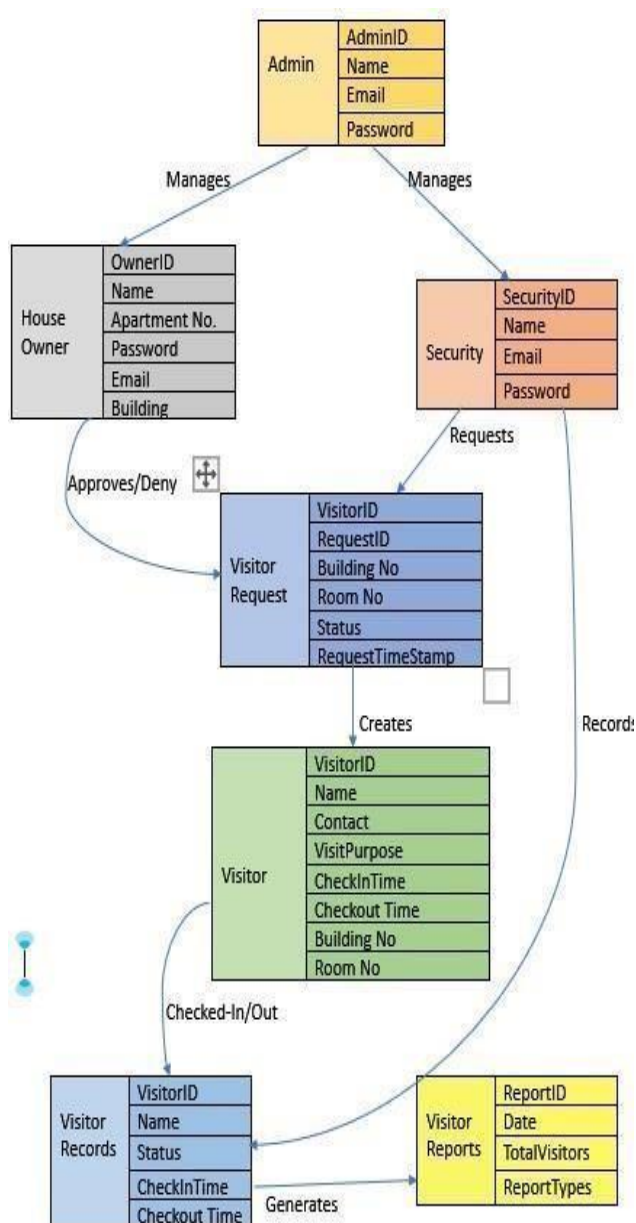 Admin
AdminID
Name
Email
Password
Manages
Manages
House
Owner
OwnerID
Name
Apartment No.
Password
Email
Building
Security
SecurityID
Name
Email
Password
Approves/Deny
Requests
Visitor
Request
VisitorID
RequestID
Building No
Room No
Status
RequestTimeStamp
Creates
Records
Visitor
VisitorID
Name
Contact
VisitPurpose
CheckInTime
Checkout Time
Building No
Room No
Checked-In/Out
Visitor
Records
VisitorID
Name
Status
CheckInTime
Checkout Time
Generates
Visitor
Reports
ReportID
Date
TotalVisitors
ReportTypes